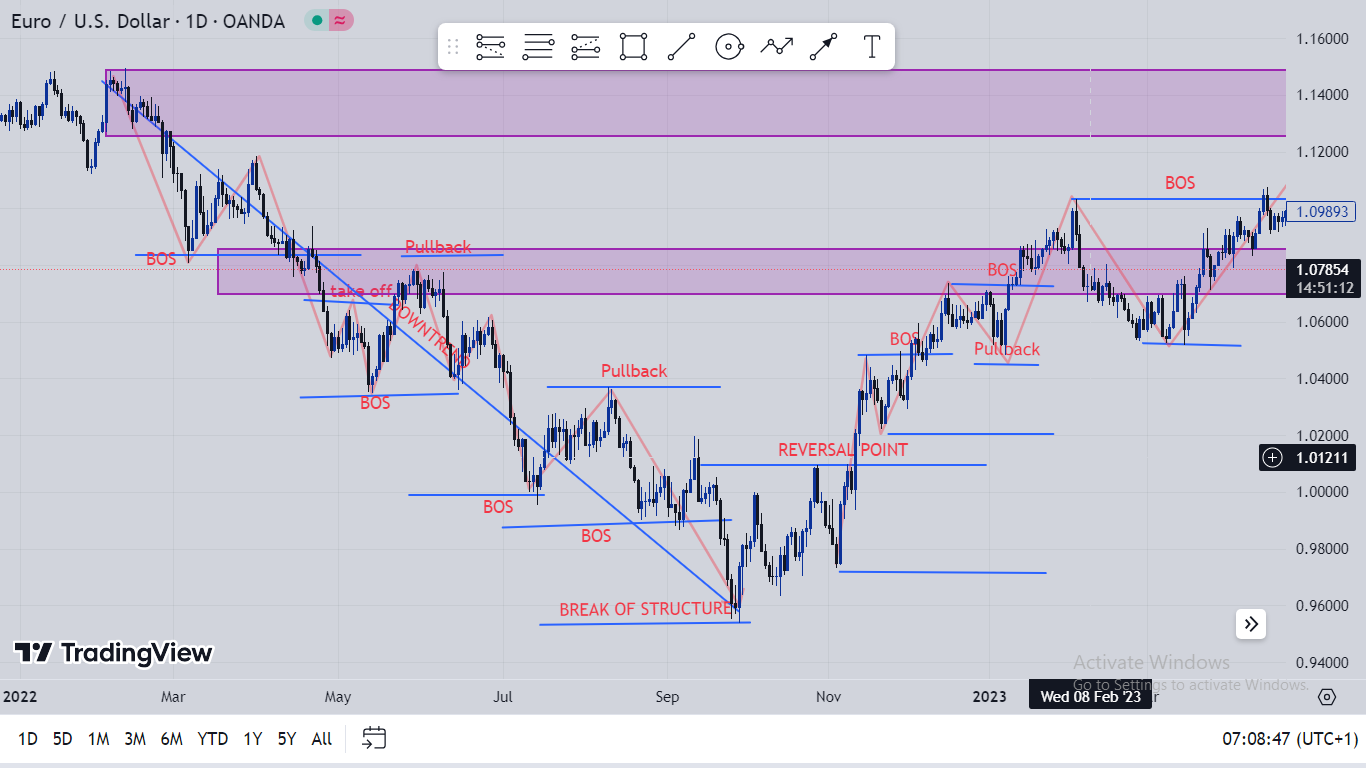 Euro / U.S. Dollar · 1D · OANDA
≈
T
1.16000
1.14000
1.12000
BOS
1.09893
Pullback
BOS
BOS
1.07854
14:51:12
take off
DOWNTREND
1.06000
BOS
Pullback
Pullback
1.04000
BOS
1.02000
REVERSAL POINT
1.01211
1.00000
BOS
BOS
0.98000
BREAK OF STRUCTURE
0.96000
TradingView
Activate Windows
0.94000
Go to Settings to activate Windows.
2022
Mar
May
Jul
Sep
Nov
2023
Wed 08 Feb '23
1D
5D
1M
3M
6M
YTD
1Y
5Y
All
07:08:47 (UTC+1)